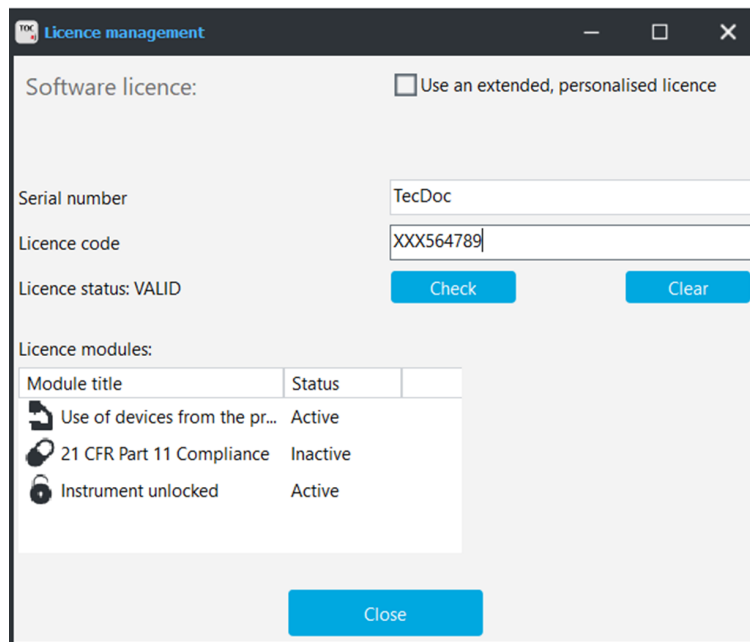 TOC
Licence management
Software licence:
Use an extended, personalised licence
Serial number
TecDoc
Licence code
XXX564789
Licence status: VALID
Check
Clear
Licence modules:
Module title Status
Use of devices from the pr... Active
21 CFR Part 11 Compliance Inactive
Instrument unlocked Active
Close